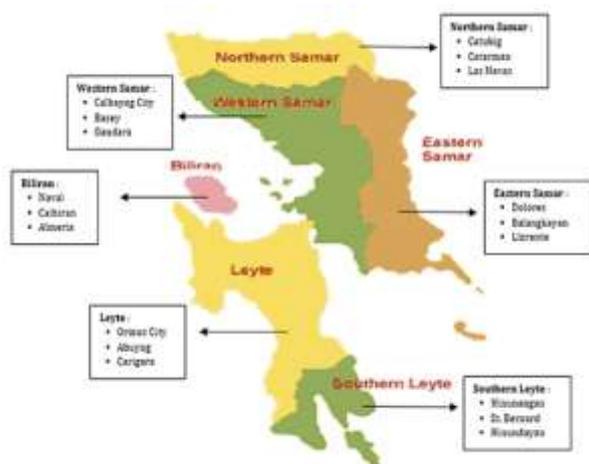 Northern Samar :
• Catubig
• Catarman
• Las Navas
Northern Samar
Western Samar :
• Calbayog City
• Basey
• Gandara
Western Samar
Eastern
Samar
Biliran
Biliran :
• Naval
• Caibiran
• Almeria
Eastern Samar :
• Dolores
• Balangkayan
• Llorente
Leyte
Leyte :
• Ormoc City
• Abuyog
• Carigara
Southern Leyte
Southern Leyte :
• Hinunangan
• St. Bernard
• Hinundayan